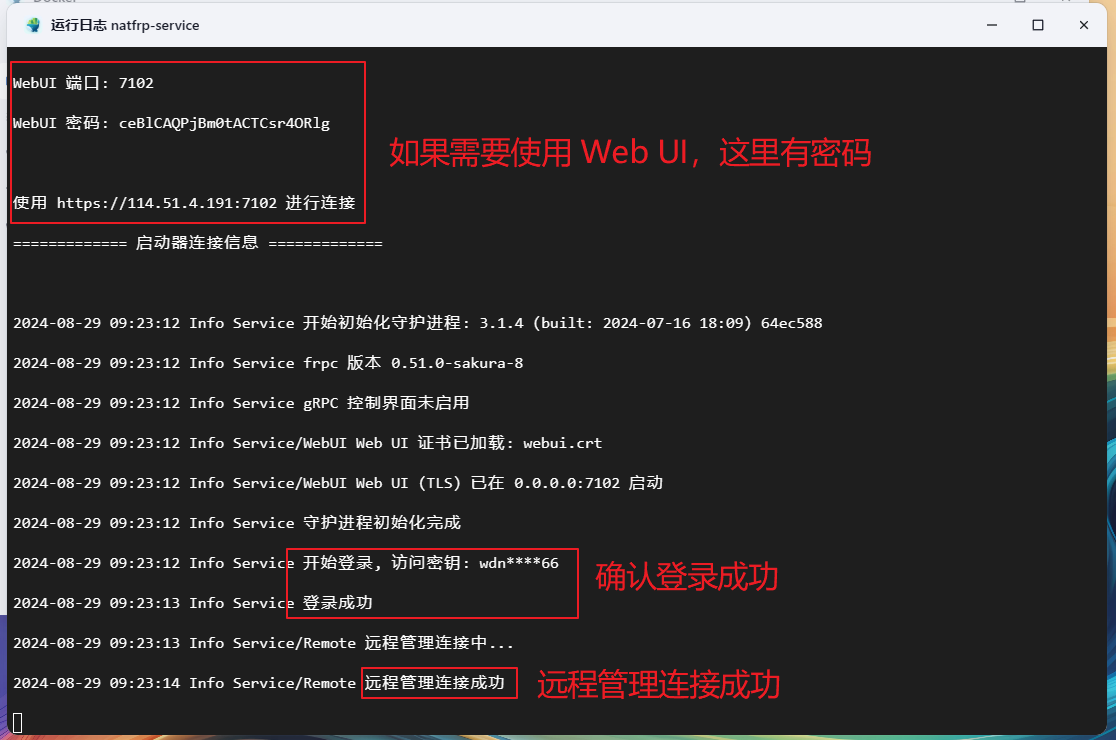 运行日志 natfrp-service
WebUI 端口: 7102
WebUI 密码: ceBlCAQPjBm0tACTCsr4ORlg
如果需要使用 Web UI，这里有密码
使用 https://114.51.4.191:7102 进行连接
============= 启动器连接信息 =============
2024-08-29 09:23:12 Info Service 开始初始化守护进程: 3.1.4 (built: 2024-07-16 18:09) 64ec588
2024-08-29 09:23:12 Info Service frpc 版本 0.51.0-sakura-8
2024-08-29 09:23:12 Info Service gRPC 控制界面未启用
2024-08-29 09:23:12 Info Service/WebUI Web UI 证书已加载: webui.crt
2024-08-29 09:23:12 Info Service/WebUI Web UI (TLS) 已在 0.0.0.0:7102 启动
2024-08-29 09:23:12 Info Service 守护进程初始化完成
2024-08-29 09:23:12 Info Service 开始登录, 访问密钥: wdn****66
确认登录成功
2024-08-29 09:23:13 Info Service 登录成功
2024-08-29 09:23:13 Info Service/Remote 远程管理连接中...
2024-08-29 09:23:14 Info Service/Remote 远程管理连接成功
远程管理连接成功